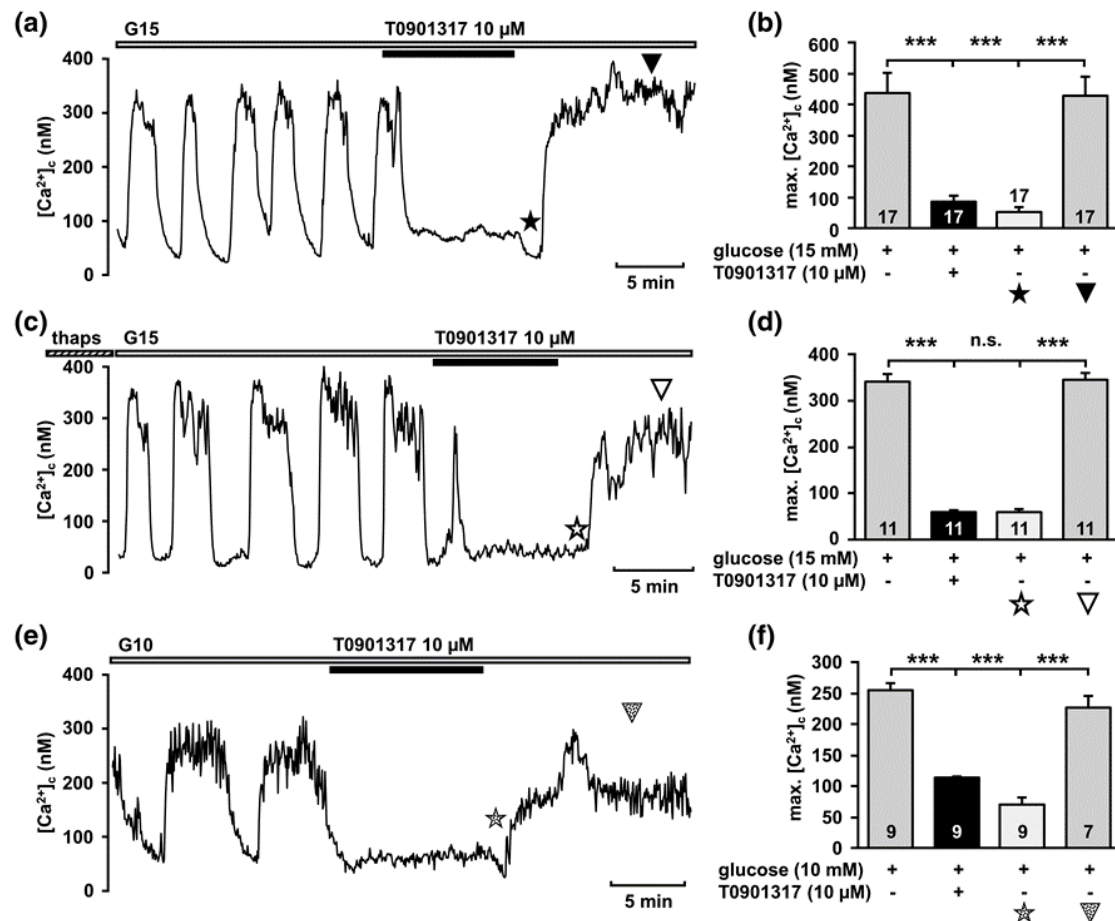 (a)
G15
T0901317 10 µM
400
300
200
100
0
[Ca²⁺]c (nM)
5 min
(b)
600
500
400
300
200
100
0
max. [Ca²⁺]c (nM)
*** *** ***
17 17 17 17
glucose (15 mM) + + + +
T0901317 (10 µM) - + - -
(c)
thaps
G15
T0901317 10 µM
400
300
200
100
0
[Ca²⁺]c (nM)
5 min
(d)
400
300
200
100
0
max. [Ca²⁺]c (nM)
*** n.s. ***
11 11 11 11
glucose (15 mM) + + + +
T0901317 (10 µM) - + - -
(e)
G10
T0901317 10 µM
400
300
200
100
0
[Ca²⁺]c (nM)
5 min
(f)
300
250
200
150
100
50
0
max. [Ca²⁺]c (nM)
*** *** ***
9 9 9 7
glucose (10 mM) + + + +
T0901317 (10 µM) - + - -